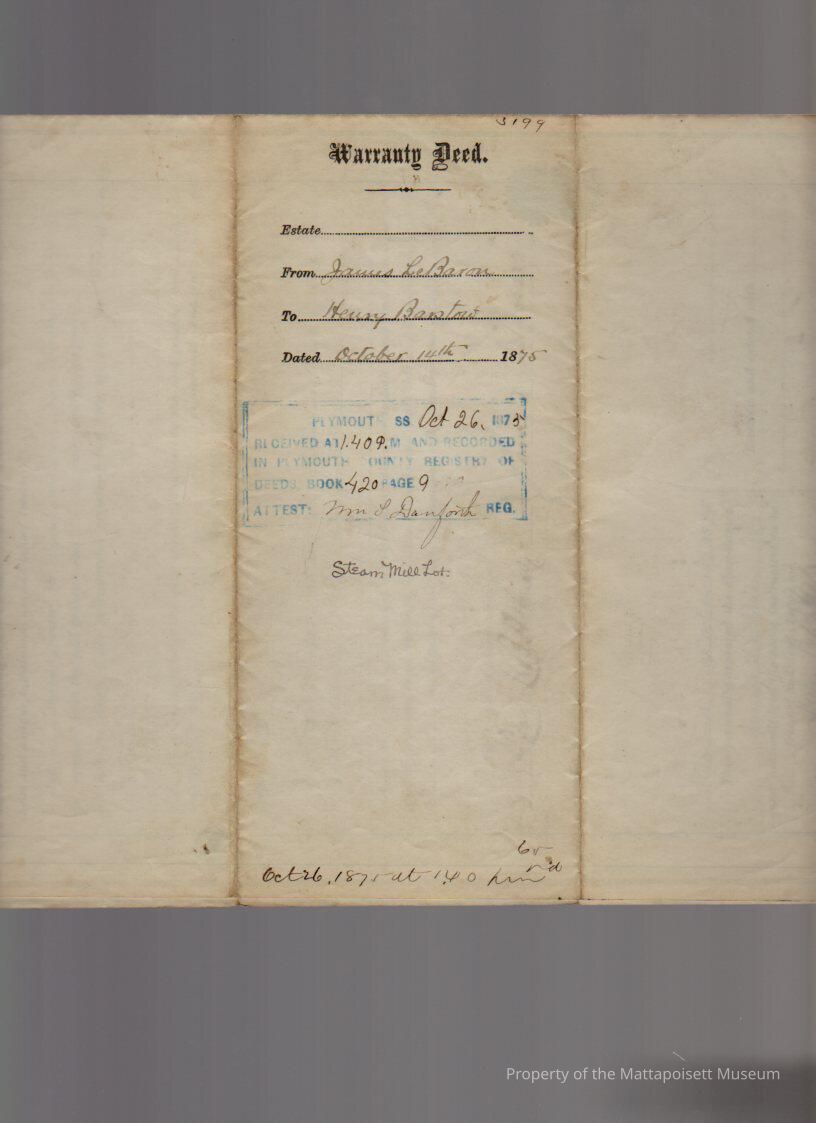 5199
Warranty Deed.
Estate
From James LeBaron
To Henry Barstow
Dated October 14th 1875
PLYMOUTH SS Oct 26, 1875
RECEIVED AT 1.40 P.M AND RECORDED
IN PLYMOUTH COUNTY REGISTRY OF
DEEDS, BOOK 420 PAGE 9
ATTEST: Wm S. Danforth REG.
Steam Mill Lot.
Oct 26, 1875 at 1.40 pm
Property of the Mattapoisett Museum